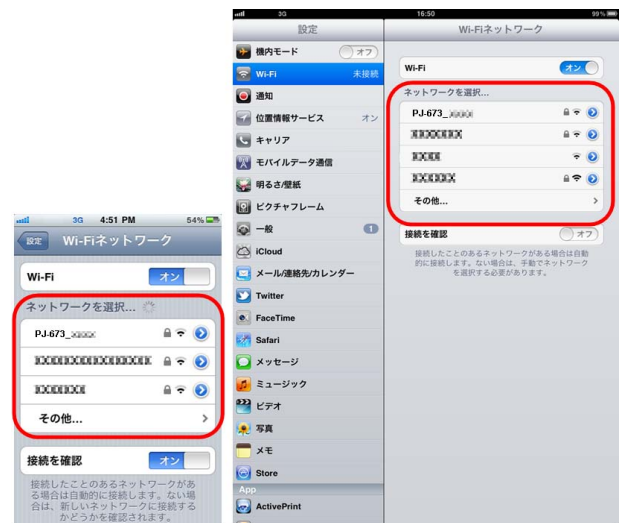 3G 4:51 PM 54%
設定 Wi-Fiネットワーク
Wi-Fi オン
ネットワークを選択...
PJ-673_
その他...
接続を確認 オン
接続したことのあるネットワークがあ
る場合は自動的に接続します。ない場
合は、新しいネットワークに接続する
かどうかを確認されます。
3G 16:50 99%
設定
機内モード オフ
Wi-Fi 未接続
通知
位置情報サービス オン
キャリア
モバイルデータ通信
明るさ/壁紙
ピクチャフレーム
一般 1
iCloud
メール/連絡先/カレンダー
Twitter
FaceTime
Safari
メッセージ
ミュージック
ビデオ
写真
メモ
Store
App
ActivePrint
Wi-Fiネットワーク
Wi-Fi オン
ネットワークを選択...
PJ-673_
その他...
接続を確認 オフ
接続したことのあるネットワークがある場合は自動
的に接続します。ない場合は、手動でネットワーク
を選択する必要があります。